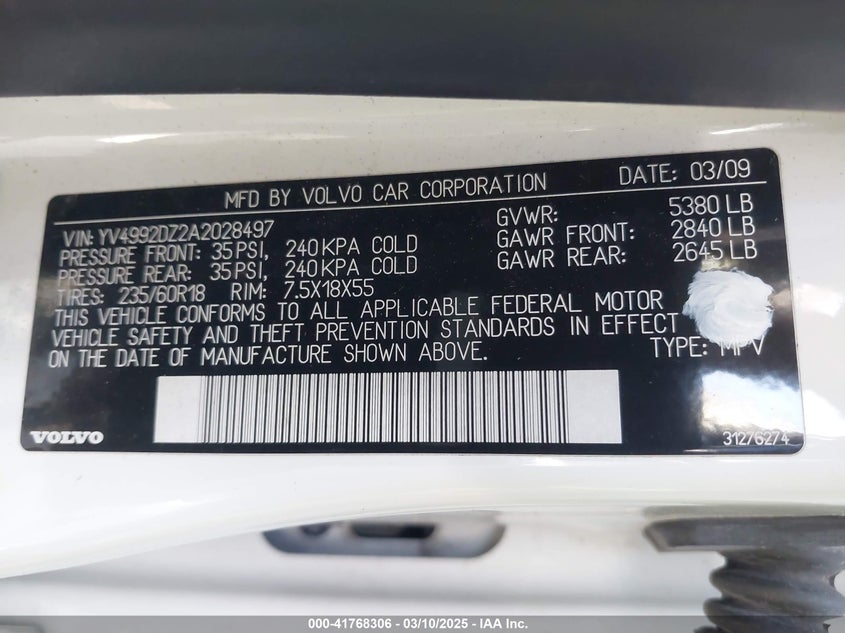 MFD BY VOLVO CAR CORPORATION DATE: 03/09
VIN: YV4992DZ2A2028497 GVWR: 5380 LB
PRESSURE FRONT: 35 PSI, 240 KPA COLD GAWR FRONT: 2840 LB
PRESSURE REAR: 35 PSI, 240 KPA COLD GAWR REAR: 2645 LB
TIRES: 235/60R18 RIM: 7.5X18X55
THIS VEHICLE CONFORMS TO ALL APPLICABLE FEDERAL MOTOR
VEHICLE SAFETY AND THEFT PREVENTION STANDARDS IN EFFECT
ON THE DATE OF MANUFACTURE SHOWN ABOVE. TYPE: MPV
VOLVO 31276274
000-41768306 - 03/10/2025 - IAA Inc.